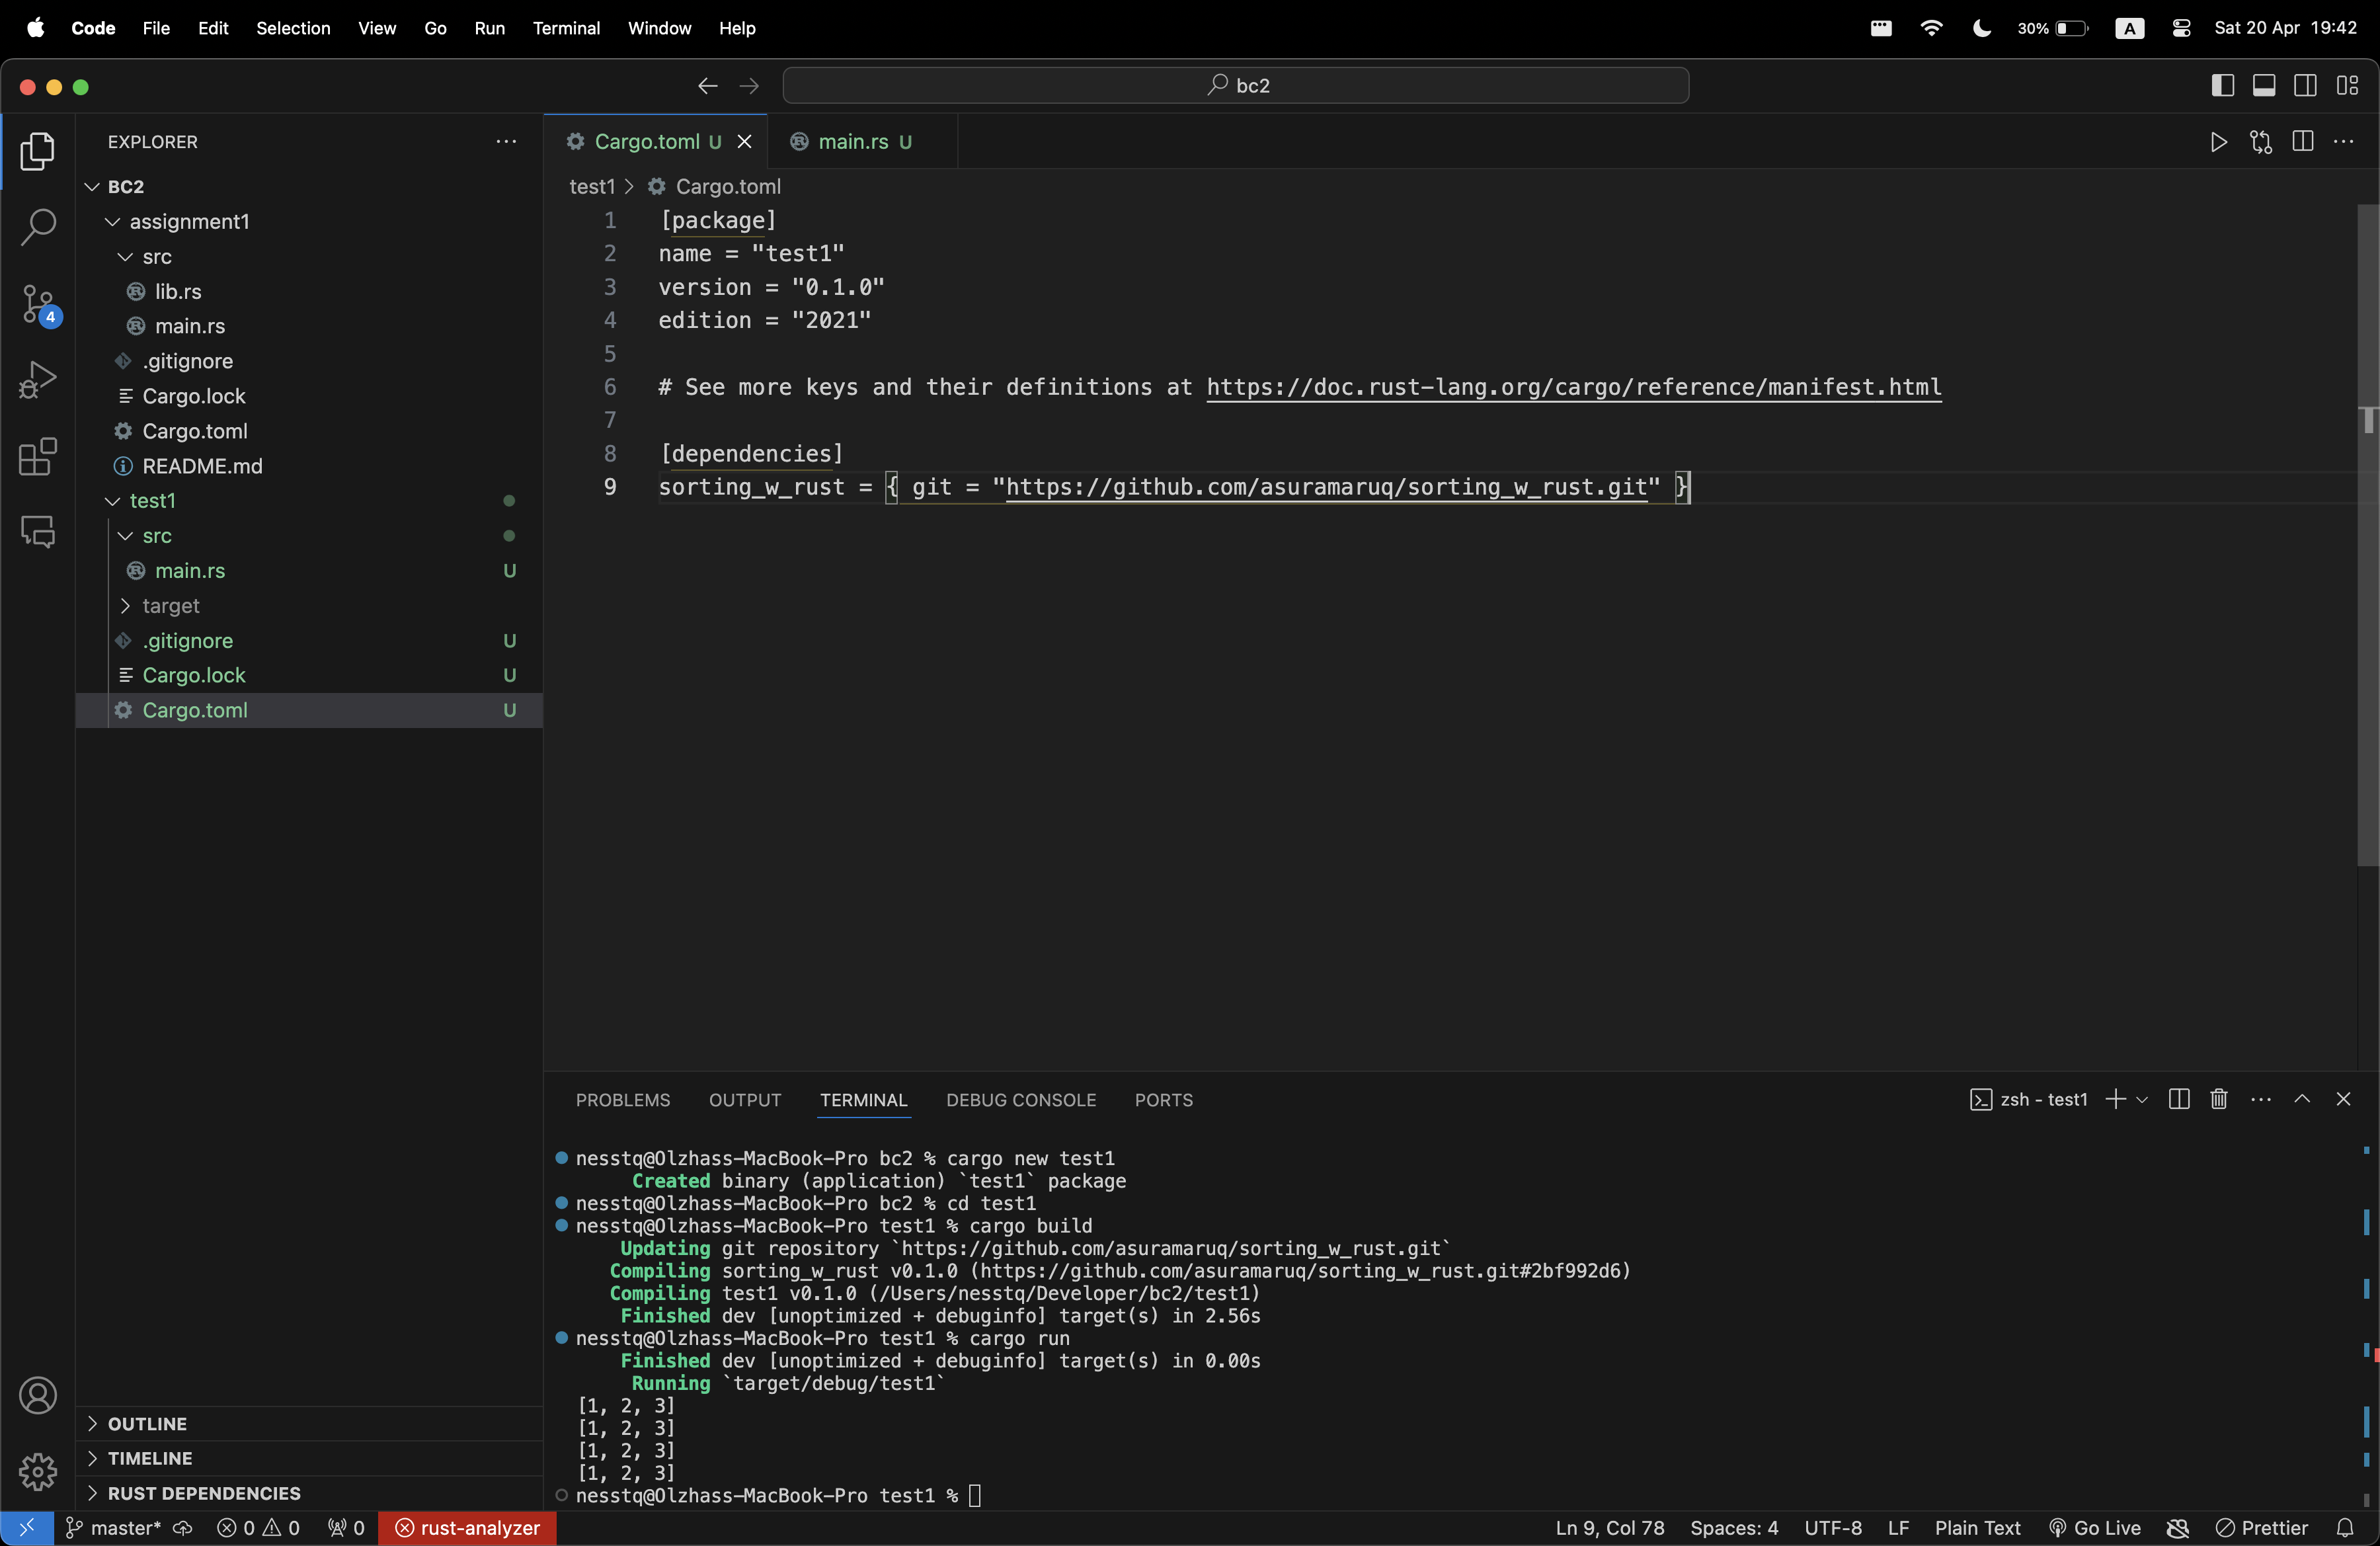 Code File Edit Selection View Go Run Terminal Window Help 30% A Sat 20 Apr 19:42
bc2
EXPLORER
BC2
assignment1
src
lib.rs
main.rs
.gitignore
Cargo.lock
Cargo.toml
README.md
test1
src
main.rs U
target
.gitignore U
Cargo.lock U
Cargo.toml U
OUTLINE
TIMELINE
RUST DEPENDENCIES
4
Cargo.toml U main.rs U
test1 > Cargo.toml
1 [package]
2 name = "test1"
3 version = "0.1.0"
4 edition = "2021"
5
6 # See more keys and their definitions at https://doc.rust-lang.org/cargo/reference/manifest.html
7
8 [dependencies]
9 sorting_w_rust = { git = "https://github.com/asuramaruq/sorting_w_rust.git" }
PROBLEMS OUTPUT TERMINAL DEBUG CONSOLE PORTS zsh - test1
nesstq@Olzhass-MacBook-Pro bc2 % cargo new test1
Created binary (application) `test1` package
nesstq@Olzhass-MacBook-Pro bc2 % cd test1
nesstq@Olzhass-MacBook-Pro test1 % cargo build
Updating git repository `https://github.com/asuramaruq/sorting_w_rust.git`
Compiling sorting_w_rust v0.1.0 (https://github.com/asuramaruq/sorting_w_rust.git#2bf992d6)
Compiling test1 v0.1.0 (/Users/nesstq/Developer/bc2/test1)
Finished dev [unoptimized + debuginfo] target(s) in 2.56s
nesstq@Olzhass-MacBook-Pro test1 % cargo run
Finished dev [unoptimized + debuginfo] target(s) in 0.00s
Running `target/debug/test1`
[1, 2, 3]
[1, 2, 3]
[1, 2, 3]
[1, 2, 3]
nesstq@Olzhass-MacBook-Pro test1 %
master* 0 0 0 rust-analyzer Ln 9, Col 78 Spaces: 4 UTF-8 LF Plain Text Go Live Prettier